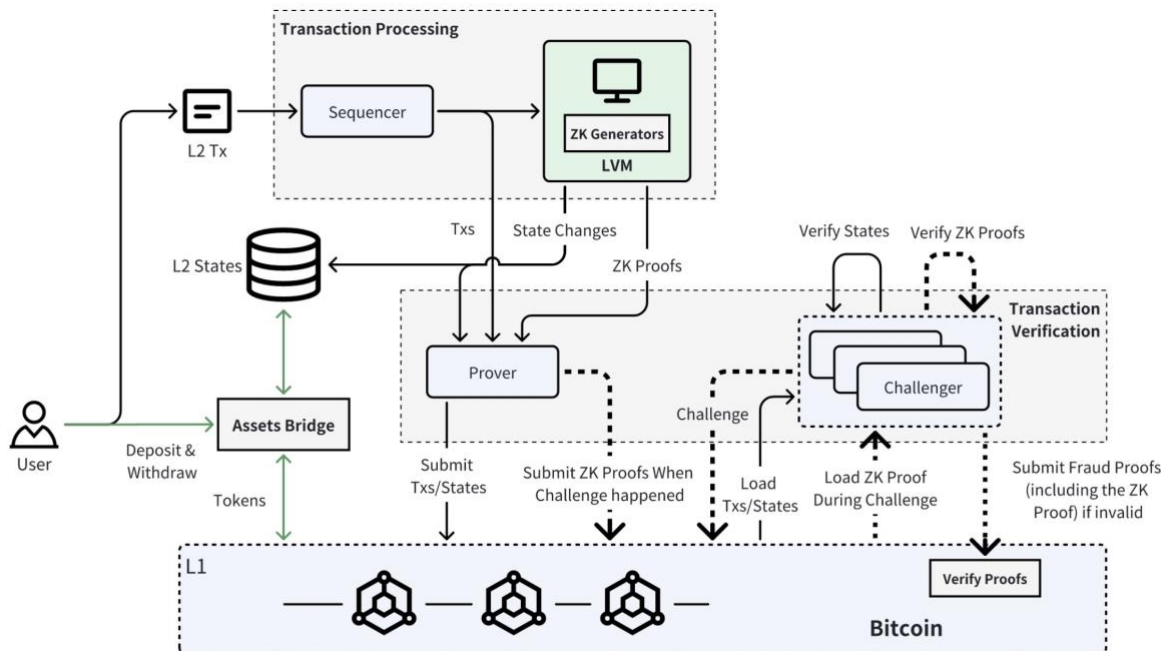 Transaction Processing
Sequencer
ZK Generators
LVM
L2 Tx
Txs
State Changes
ZK Proofs
L2 States
Verify States
Verify ZK Proofs
Transaction
Verification
Prover
Challenger
Challenge
User
Assets Bridge
Deposit &
Withdraw
Tokens
Submit
Txs/States
Submit ZK Proofs When
Challenge happened
Load
Txs/States
Load ZK Proof
During Challenge
Submit Fraud Proofs
(including the ZK
Proof) if invalid
L1
Verify Proofs
Bitcoin